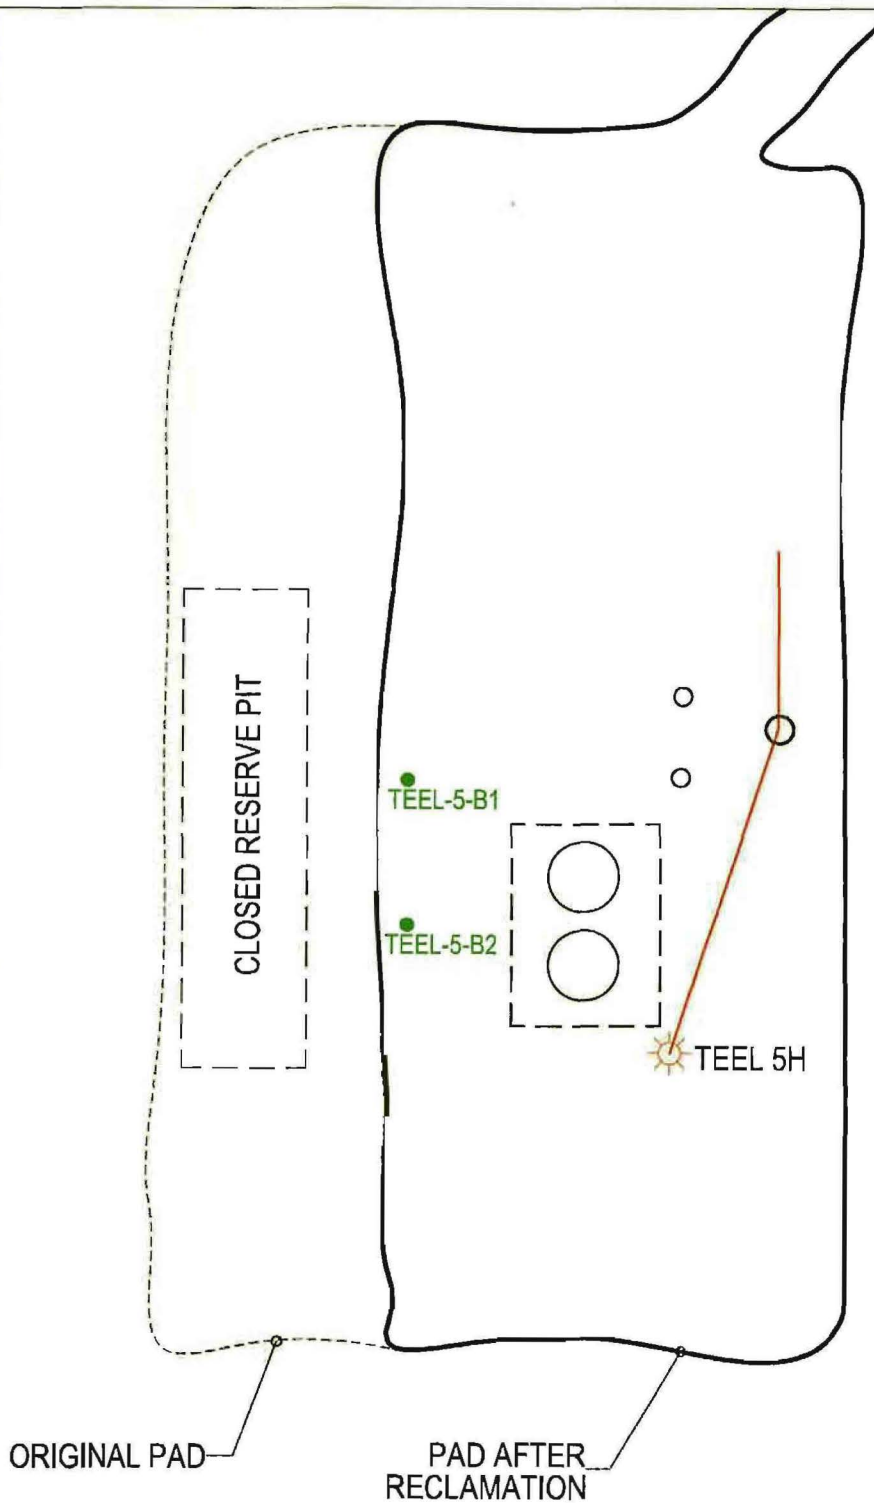 CLOSED RESERVE PIT
TEEL-5-B1
TEEL-5-B2
TEEL 5H
ORIGINAL PAD
PAD AFTER
RECLAMATION